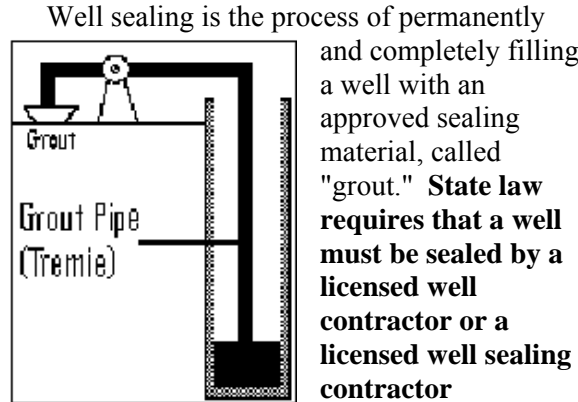 Well sealing is the process of permanently
and completely filling
a well with an
approved sealing
material, called
"grout." State law
requires that a well
must be sealed by a
licensed well
contractor or a
licensed well sealing
contractor
Grout
Grout Pipe
(Tremie)